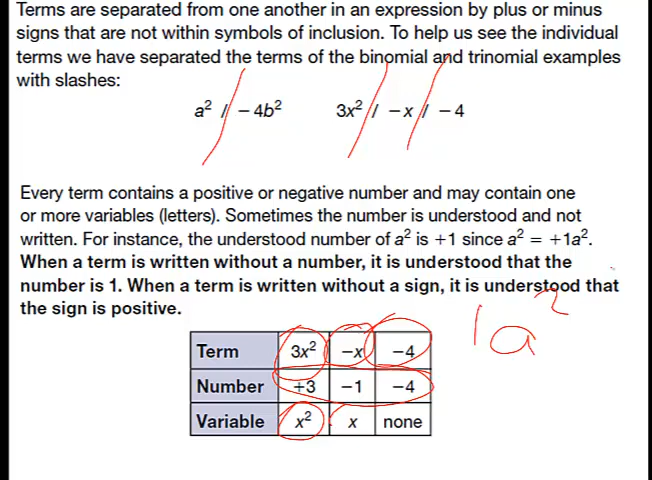 Terms are separated from one another in an expression by plus or minus
signs that are not within symbols of inclusion. To help us see the individual
terms we have separated the terms of the binomial and trinomial examples
with slashes:
a² / − 4b² 3x² / − x / − 4
Every term contains a positive or negative number and may contain one
or more variables (letters). Sometimes the number is understood and not
written. For instance, the understood number of a² is +1 since a² = +1a².
When a term is written without a number, it is understood that the
number is 1. When a term is written without a sign, it is understood that
the sign is positive.
1a²
Term 3x² −x −4
Number +3 −1 −4
Variable x² x none